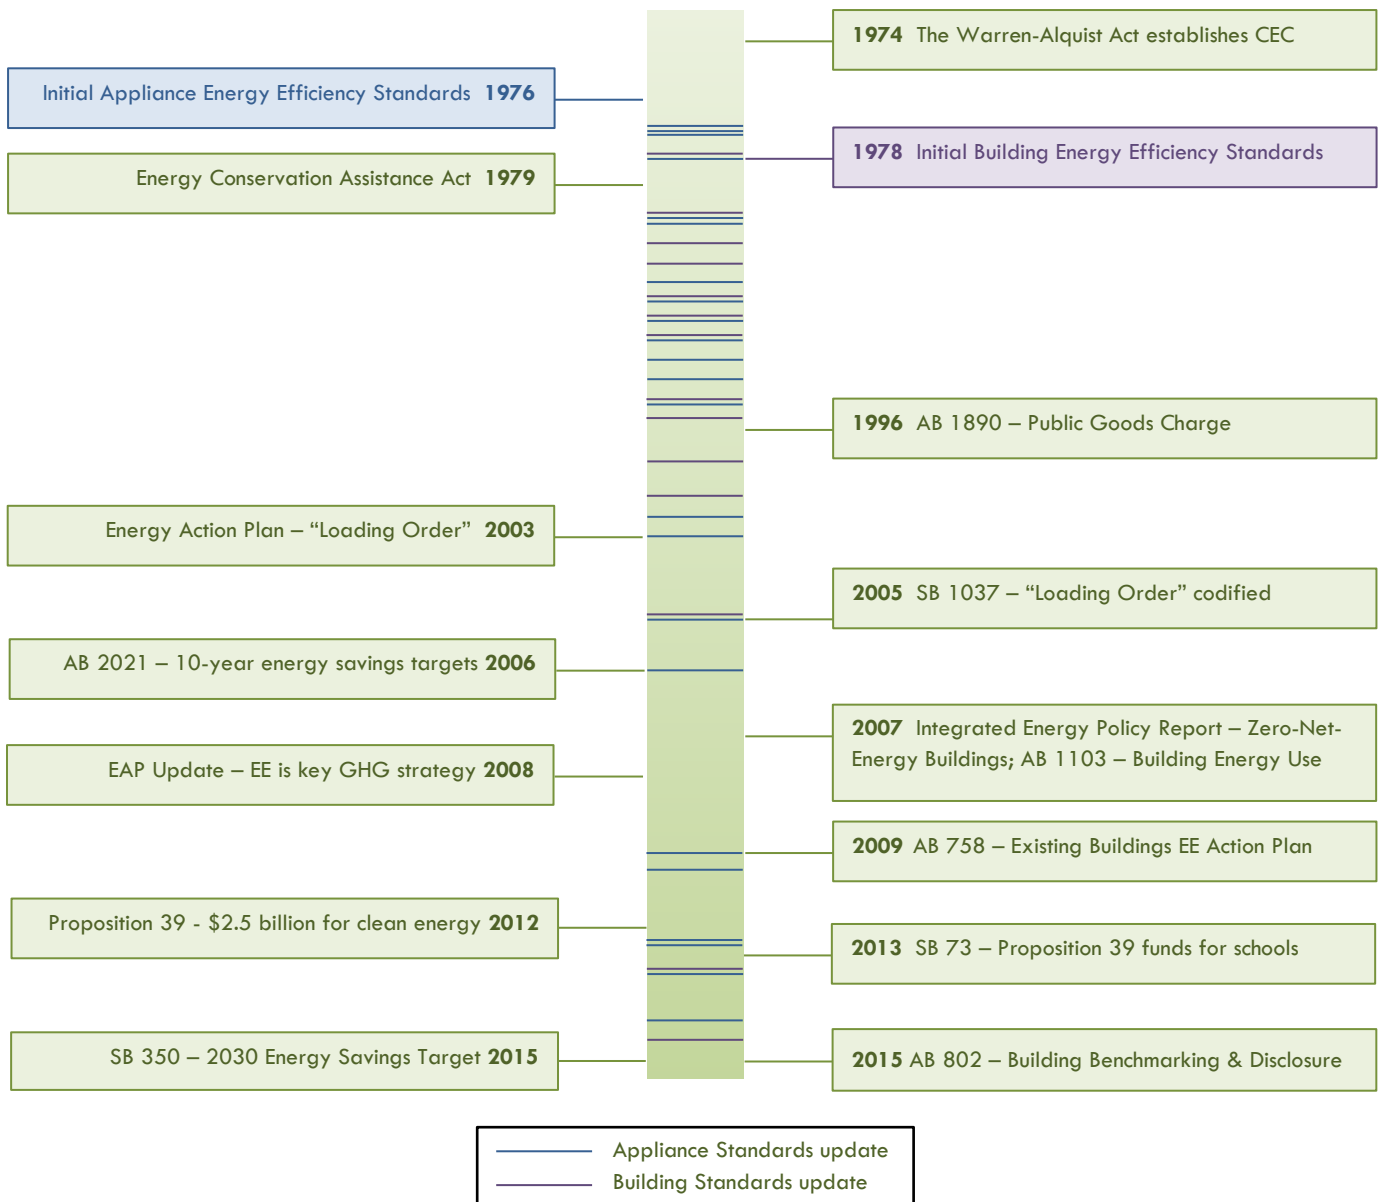 1974 The Warren-Alquist Act establishes CEC
Initial Appliance Energy Efficiency Standards 1976
1978 Initial Building Energy Efficiency Standards
Energy Conservation Assistance Act 1979
1996 AB 1890 – Public Goods Charge
Energy Action Plan – “Loading Order” 2003
2005 SB 1037 – “Loading Order” codified
AB 2021 – 10-year energy savings targets 2006
2007 Integrated Energy Policy Report – Zero-Net-
Energy Buildings; AB 1103 – Building Energy Use
EAP Update – EE is key GHG strategy 2008
2009 AB 758 – Existing Buildings EE Action Plan
Proposition 39 - $2.5 billion for clean energy 2012
2013 SB 73 – Proposition 39 funds for schools
SB 350 – 2030 Energy Savings Target 2015
2015 AB 802 – Building Benchmarking & Disclosure
Appliance Standards update
Building Standards update